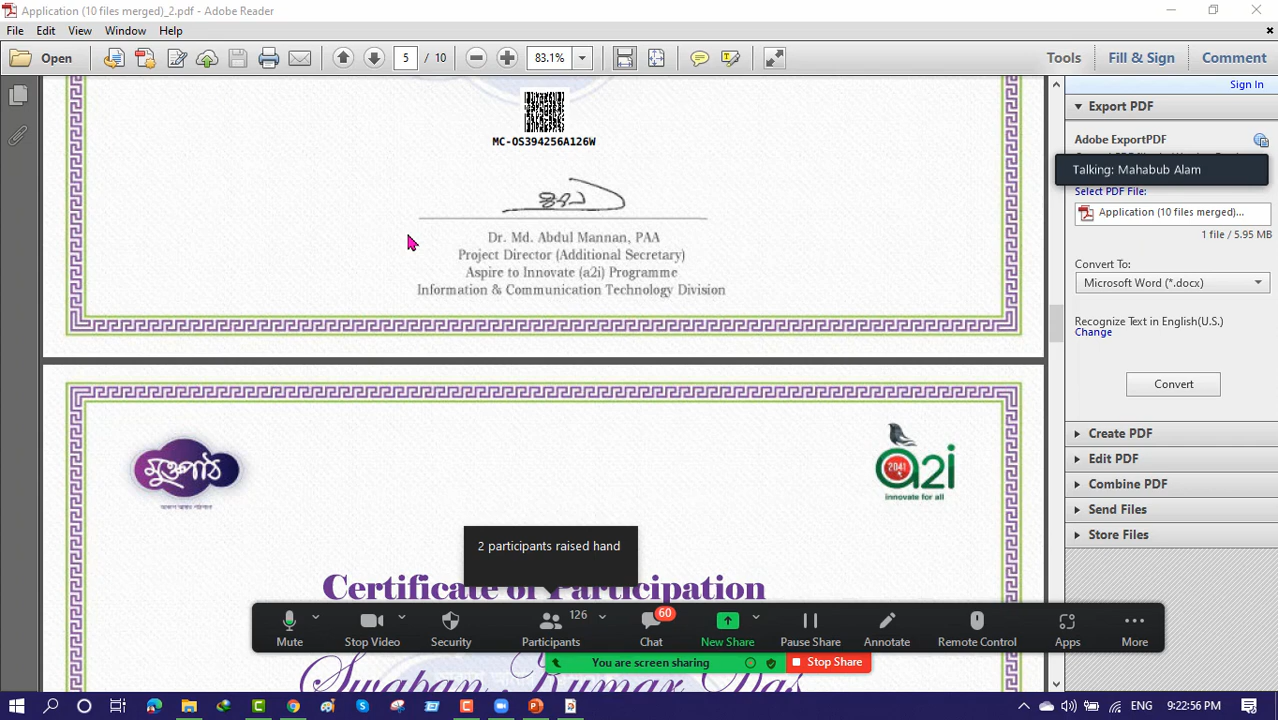 Application (10 files merged)_2.pdf - Adobe Reader
File Edit View Window Help
Open 5 / 10 83.1% Tools Fill & Sign Comment
Sign In
Export PDF
Adobe ExportPDF
Talking: Mahabub Alam
Select PDF File:
Application (10 files merged)...
1 file / 5.95 MB
Convert To:
Microsoft Word (*.docx)
Recognize Text in English(U.S.)
Change
Convert
Create PDF
Edit PDF
Combine PDF
Send Files
Store Files
MC-OS394256A126W
Dr. Md. Abdul Mannan, PAA
Project Director (Additional Secretary)
Aspire to Innovate (a2i) Programme
Information & Communication Technology Division
মুক্তপাঠ
2041
a2i
innovate for all
2 participants raised hand
Certificate of Participation
Swapan Kumar Das
126 60
Mute Stop Video Security Participants Chat New Share Pause Share Annotate Remote Control Apps More
You are screen sharing Stop Share
ENG 9:22:56 PM